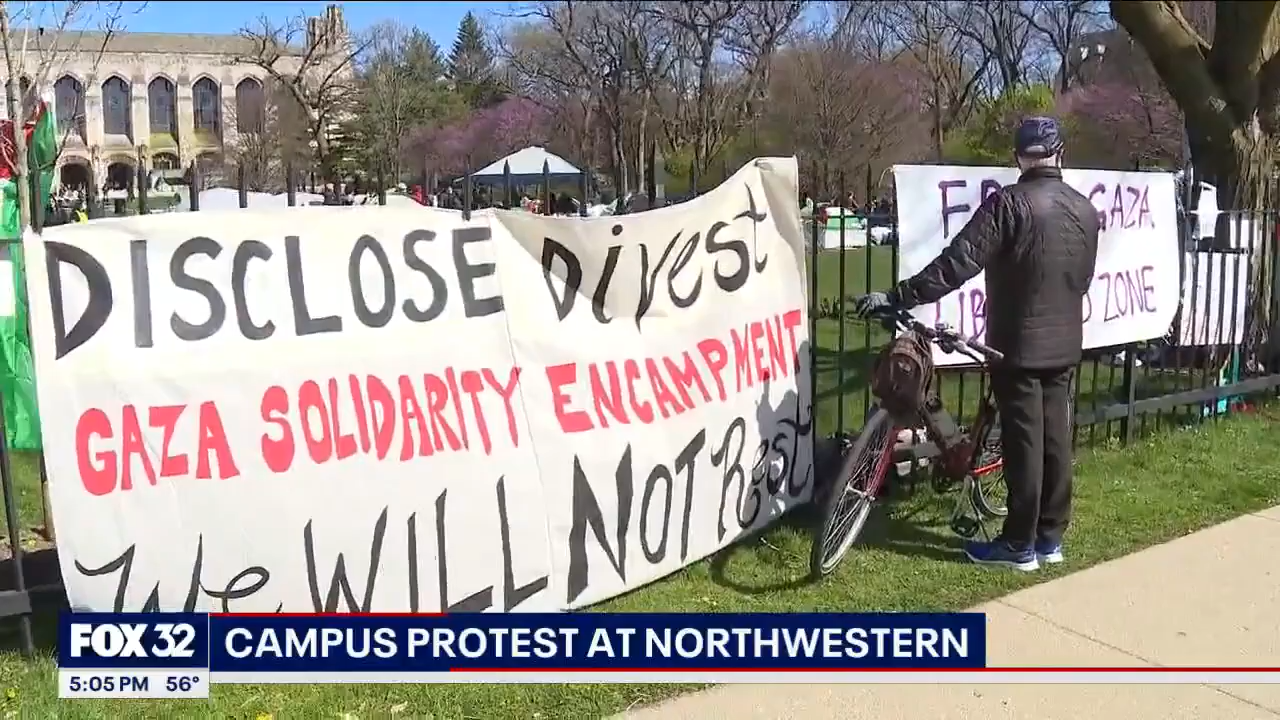 DISCLOSE Divest
GAZA SOLIDARITY ENCAMPMENT
We WILL NOT Rest
GAZA
ZONE
FOX 32
CAMPUS PROTEST AT NORTHWESTERN
5:05 PM 56°